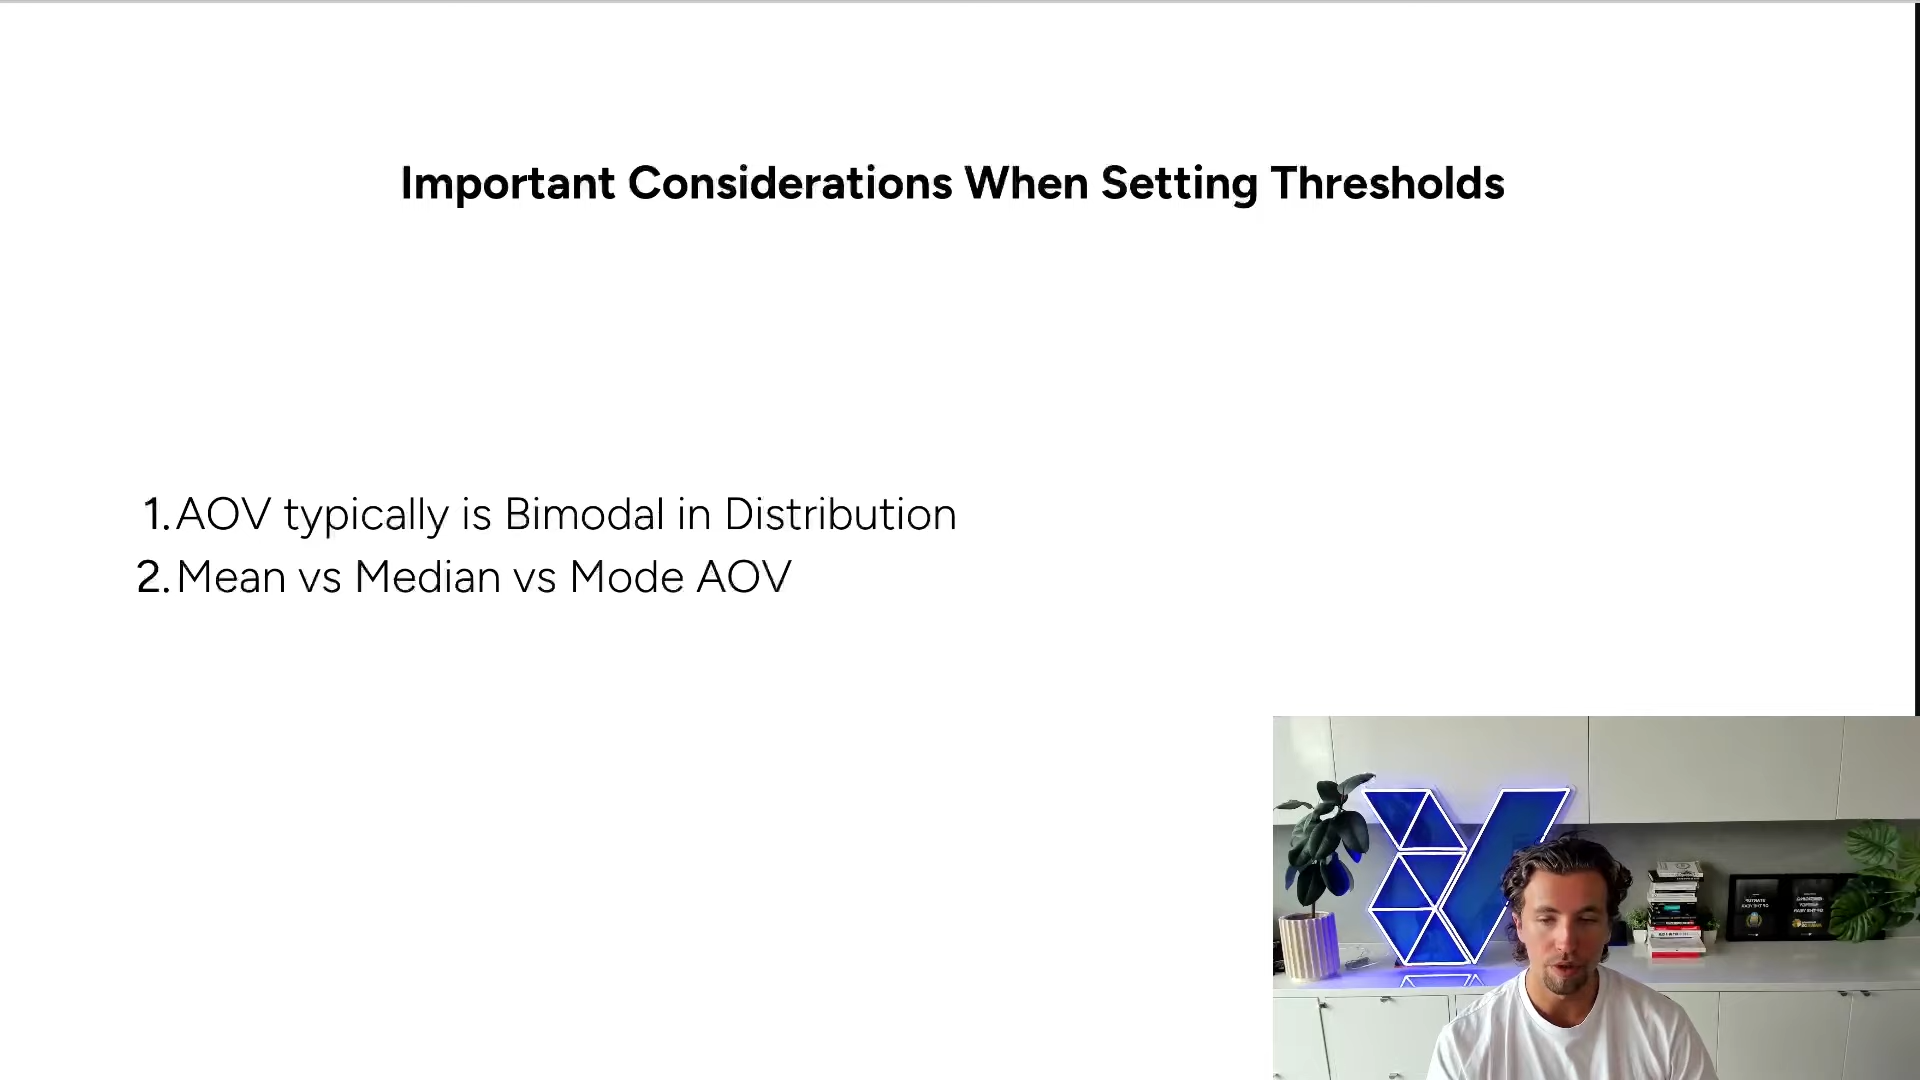 Important Considerations When Setting Thresholds
1. AOV typically is Bimodal in Distribution
2. Mean vs Median vs Mode AOV